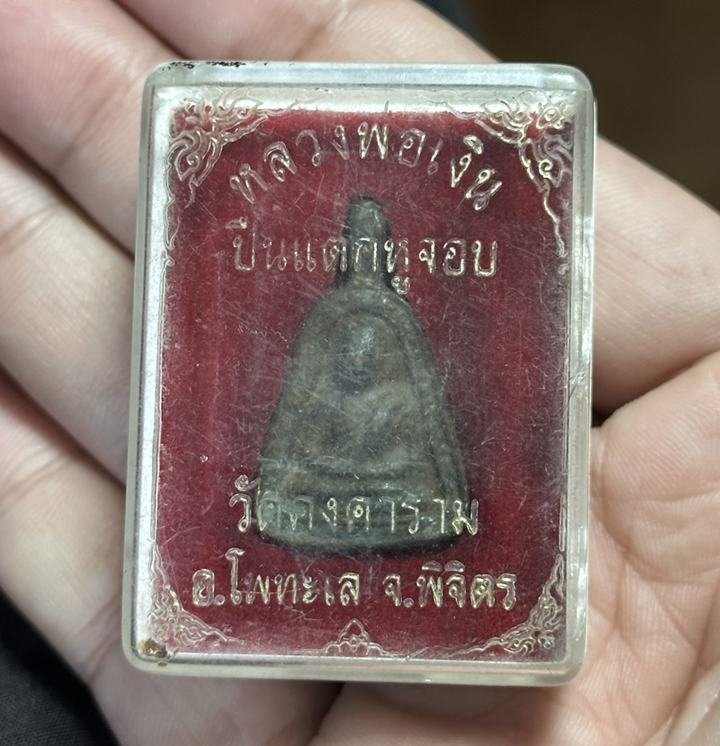 หลวงพ่อเงิน
ปืนแตกหูจอบ
วัดคงคาราม
อ.โพทะเล จ.พิจิตร